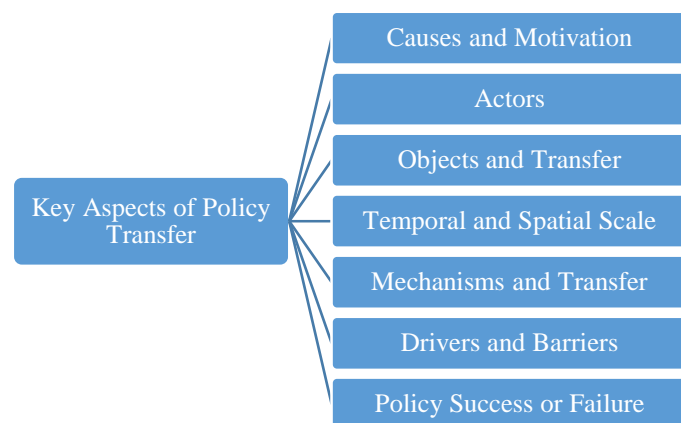 Key Aspects of Policy
Transfer
Causes and Motivation
Actors
Objects and Transfer
Temporal and Spatial Scale
Mechanisms and Transfer
Drivers and Barriers
Policy Success or Failure